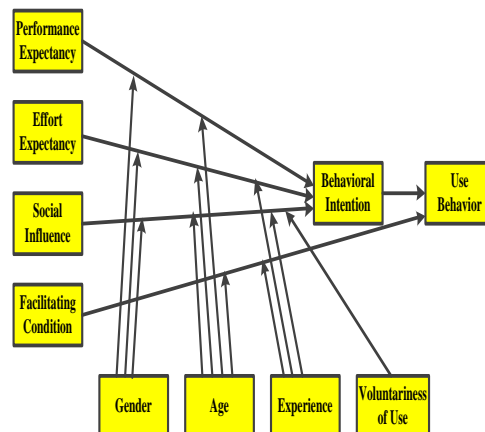 Performance
Expectancy
Effort
Expectancy
Social
Influence
Facilitating
Condition
Behavioral
Intention
Use
Behavior
Gender
Age
Experience
Voluntariness
of Use